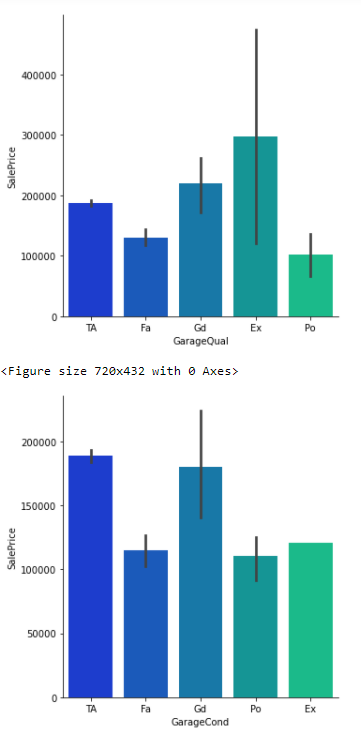 400000
300000
200000
100000
0
SalePrice
TA Fa Gd Ex Po
GarageQual
<Figure size 720x432 with 0 Axes>
200000
150000
100000
50000
0
SalePrice
TA Fa Gd Po Ex
GarageCond